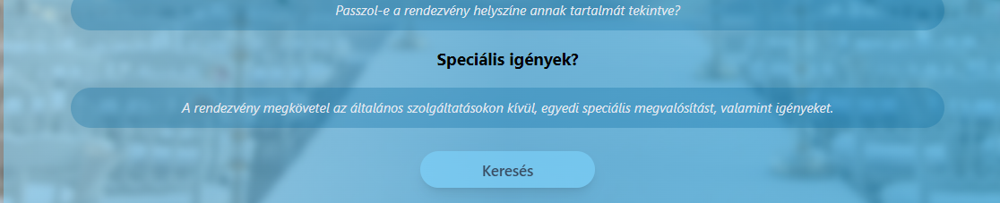 Passzol-e a rendezvény helyszíne annak tartalmát tekintve?
Speciális igények?
A rendezvény megkövetel az általános szolgáltatásokon kívül, egyedi speciális megvalósítást, valamint igényeket.
Keresés